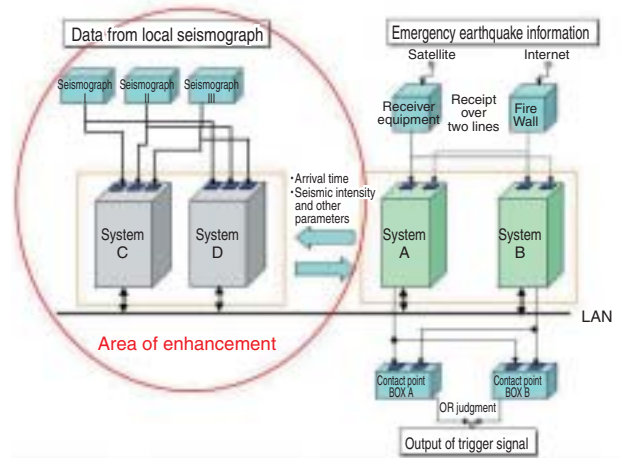 Data from local seismograph
Emergency earthquake information
Satellite
Internet
Seismograph
I
Seismograph
II
Seismograph
III
Receiver
equipment
Receipt
over
two lines
Fire
Wall
・Arrival time
・Seismic intensity
and other
parameters
System
C
System
D
System
A
System
B
LAN
Area of enhancement
Contact point
BOX A
Contact point
BOX B
OR judgment
Output of trigger signal